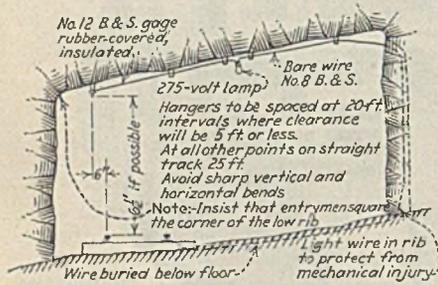 No.12 B.& S. gage
rubber-covered,
insulated
A
Bare wire
No.8 B.& S.
275-volt lamp
Hangers to be spaced at 20-ft.
intervals where clearance
will be 5 ft. or less.
At all other points on straight
track 25 ft.
Avoid sharp vertical and
horizontal bends
Note:-Insist that entrymen square
the corner of the low rib
6"
6½" if possible
A
Light wire in rib
to protect from
mechanical injury
Wire buried below floor